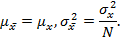 μ_x̄ = μ_x, σ_x̄² = σ_x²/N.